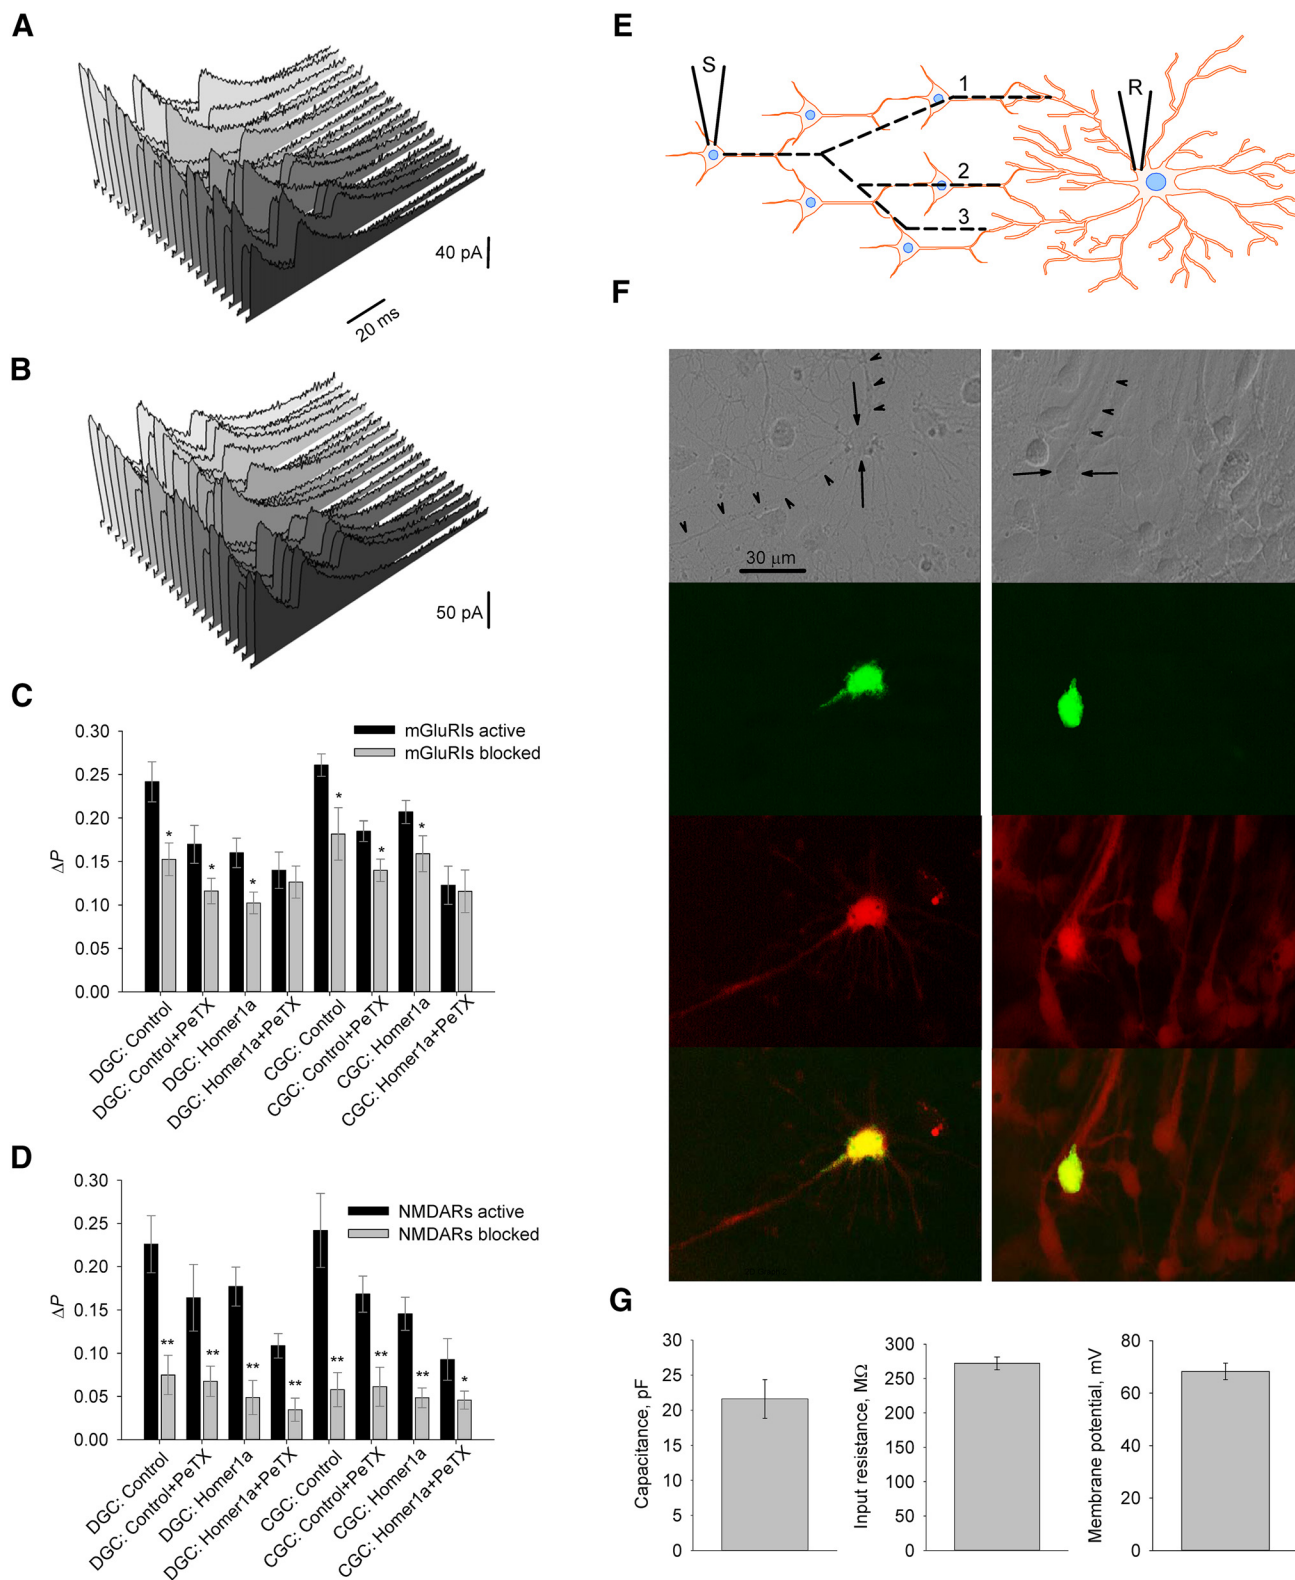 A
40 pA
20 ms
B
50 pA
C
0.30
0.25
0.20
0.15
0.10
0.05
0.00
ΔP
mGluRIs active
mGluRIs blocked
* * * * * *
DGC: Control
DGC: Control+PeTX
DGC: Homer1a
DGC: Homer1a+PeTX
CGC: Control
CGC: Control+PeTX
CGC: Homer1a
CGC: Homer1a+PeTX
D
0.30
0.25
0.20
0.15
0.10
0.05
0.00
ΔP
NMDARs active
NMDARs blocked
** ** ** ** ** ** ** *
DGC: Control
DGC: Control+PeTX
DGC: Homer1a
DGC: Homer1a+PeTX
CGC: Control
CGC: Control+PeTX
CGC: Homer1a
CGC: Homer1a+PeTX
E
S
1
2
3
R
F
30 µm
G
30
25
20
15
10
5
0
Capacitance, pF
300
250
200
150
100
50
0
Input resistance, MΩ
80
60
40
20
0
Membrane potential, mV